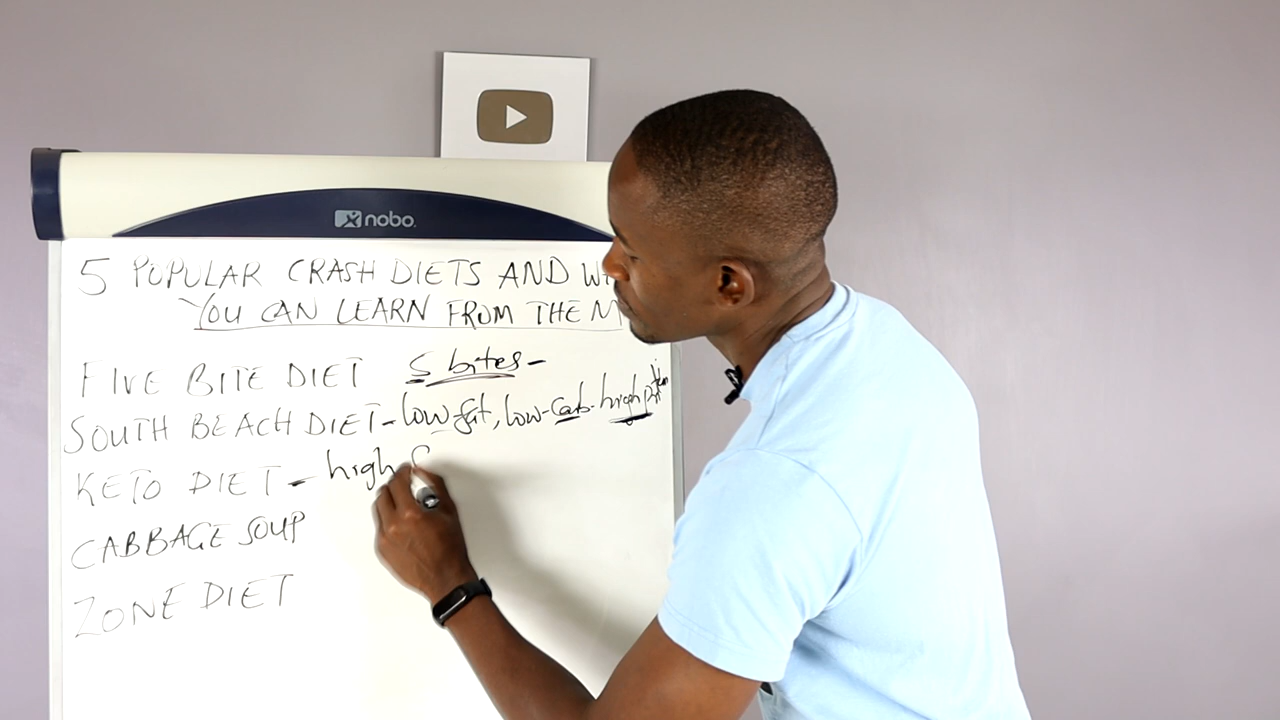 nobo
5 POPULAR CRASH DIETS AND
YOU CAN LEARN FROM THEM
FIVE BITE DIET 5 bites-
SOUTH BEACH DIET-low-fat, low-carb-high
KETO DIET - high
CABBAGE SOUP
ZONE DIET